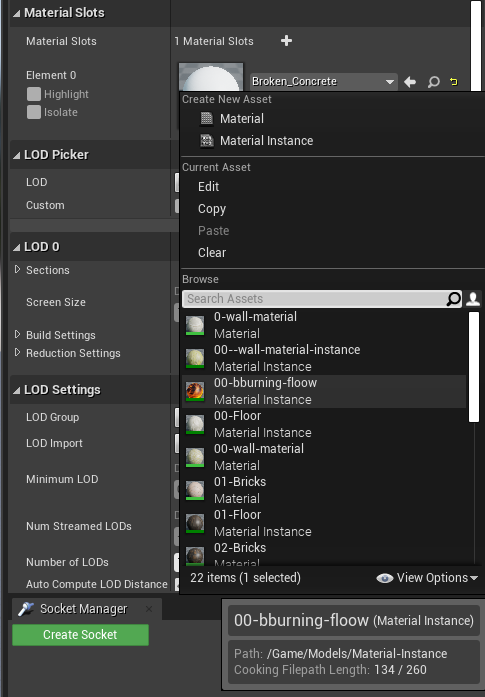 Material Slots
Material Slots
1 Material Slots
Element 0
Highlight
Isolate
Broken_Concrete
Create New Asset
Material
Material Instance
Current Asset
Edit
Copy
Paste
Clear
Browse
Search Assets
0-wall-material
Material
00--wall-material-instance
Material Instance
00-bburning-floow
Material Instance
00-Floor
Material Instance
00-wall-material
Material
01-Bricks
Material
01-Floor
Material Instance
02-Bricks
22 items (1 selected)
View Options
LOD Picker
LOD
Custom
LOD 0
Sections
Screen Size
Build Settings
Reduction Settings
LOD Settings
LOD Group
LOD Import
Minimum LOD
Num Streamed LODs
Number of LODs
Auto Compute LOD Distance
Socket Manager
Create Socket
00-bburning-floow (Material Instance)
Path: /Game/Models/Material-Instance
Cooking Filepath Length: 134 / 260